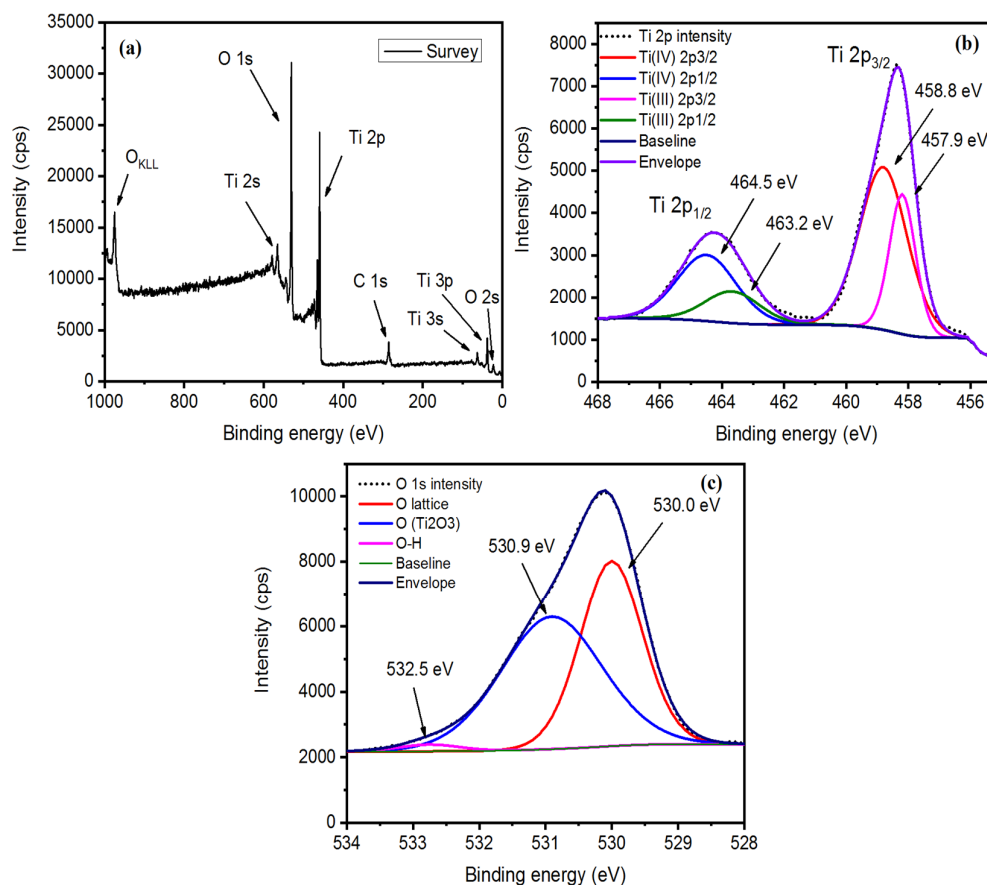 (a)
Survey
35000
30000
25000
20000
15000
10000
5000
0
Intensity (cps)
O 1s
Ti 2p
OKLL
Ti 2s
C 1s
Ti 3p
O 2s
Ti 3s
1000
800
600
400
200
0
Binding energy (eV)
(b)
Ti 2p intensity
Ti(IV) 2p3/2
Ti(IV) 2p1/2
Ti(III) 2p3/2
Ti(III) 2p1/2
Baseline
Envelope
Ti 2p3/2
458.8 eV
457.9 eV
464.5 eV
Ti 2p1/2
463.2 eV
8000
7000
6000
5000
4000
3000
2000
1000
0
Intensity (cps)
468
466
464
462
460
458
456
Binding energy (eV)
(c)
O 1s intensity
O lattice
O (Ti2O3)
O-H
Baseline
Envelope
530.0 eV
530.9 eV
532.5 eV
10000
8000
6000
4000
2000
0
Intensity (cps)
534
533
532
531
530
529
528
Binding energy (eV)